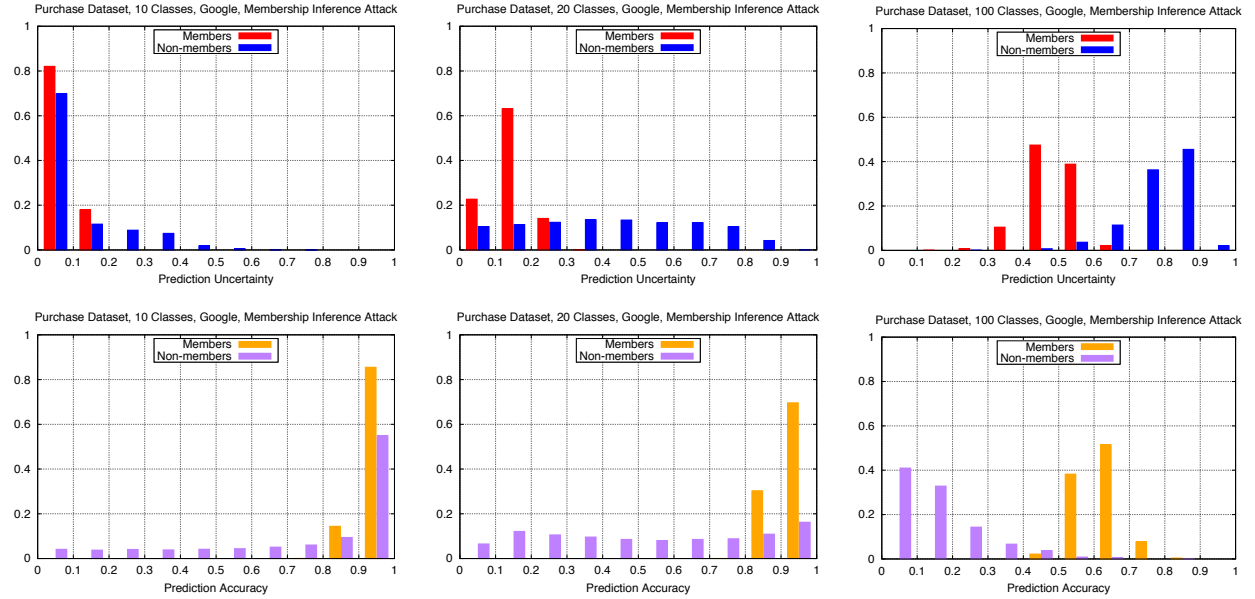 Purchase Dataset, 10 Classes, Google, Membership Inference Attack
1
0.8
0.6
0.4
0.2
0
Members
Non-members
0 0.1 0.2 0.3 0.4 0.5 0.6 0.7 0.8 0.9 1
Prediction Uncertainty
Purchase Dataset, 20 Classes, Google, Membership Inference Attack
1
0.8
0.6
0.4
0.2
0
Members
Non-members
0 0.1 0.2 0.3 0.4 0.5 0.6 0.7 0.8 0.9 1
Prediction Uncertainty
Purchase Dataset, 100 Classes, Google, Membership Inference Attack
1
0.8
0.6
0.4
0.2
0
Members
Non-members
0 0.1 0.2 0.3 0.4 0.5 0.6 0.7 0.8 0.9 1
Prediction Uncertainty
Purchase Dataset, 10 Classes, Google, Membership Inference Attack
1
0.8
0.6
0.4
0.2
0
Members
Non-members
0 0.1 0.2 0.3 0.4 0.5 0.6 0.7 0.8 0.9 1
Prediction Accuracy
Purchase Dataset, 20 Classes, Google, Membership Inference Attack
1
0.8
0.6
0.4
0.2
0
Members
Non-members
0 0.1 0.2 0.3 0.4 0.5 0.6 0.7 0.8 0.9 1
Prediction Accuracy
Purchase Dataset, 100 Classes, Google, Membership Inference Attack
1
0.8
0.6
0.4
0.2
0
Members
Non-members
0 0.1 0.2 0.3 0.4 0.5 0.6 0.7 0.8 0.9 1
Prediction Accuracy